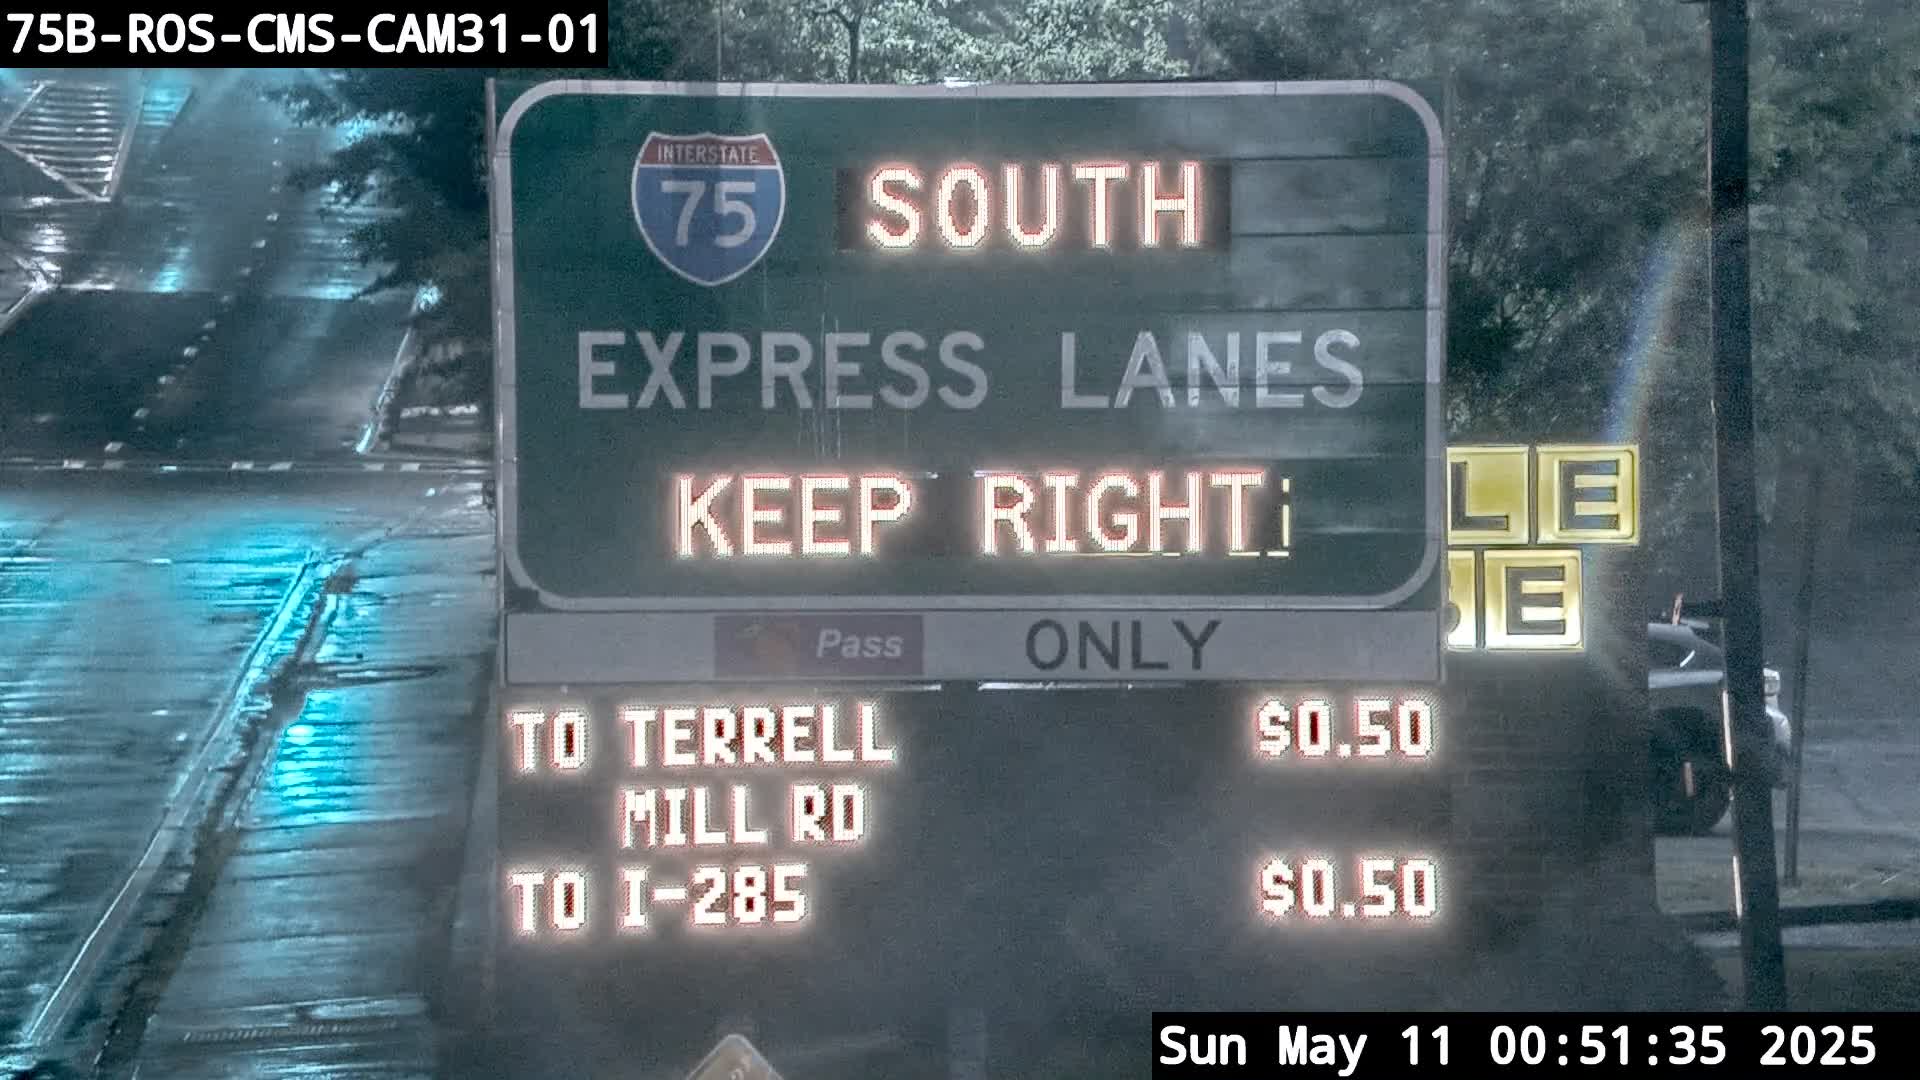 75B-ROS-CMS-CAM31-01
INTERSTATE
75
SOUTH
EXPRESS LANES
KEEP RIGHT
Pass ONLY
LE
E
TO TERRELL $0.50
MILL RD
TO I-285 $0.50
Sun May 11 00:51:35 2025